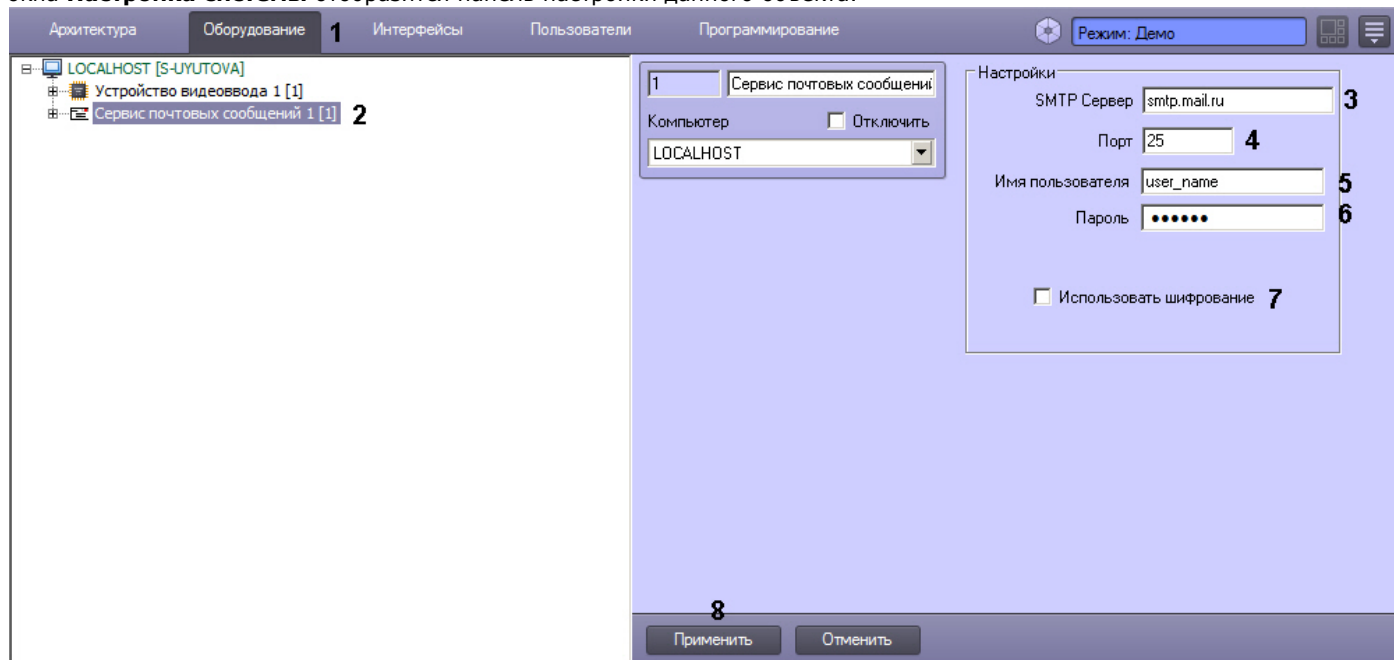 окна Настройка системы отобразится панель настройки данного объекта.
Архитектура Оборудование 1 Интерфейсы Пользователи Программирование Режим: Демо
LOCALHOST [S-UYUTOVA]
Устройство видеоввода 1 [1]
Сервис почтовых сообщений 1 [1] 2
1 Сервис почтовых сообщени
Компьютер Отключить
LOCALHOST
Настройки
SMTP Сервер smtp.mail.ru 3
Порт 25 4
Имя пользователя user_name 5
Пароль •••••• 6
Использовать шифрование 7
8
Применить Отменить